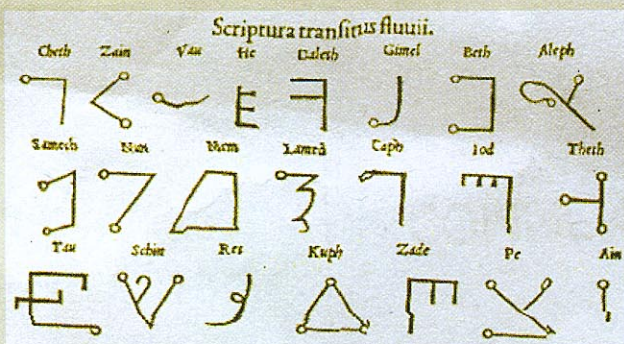 Scriptura transitus fluuii.
Cheth Zain Vau He Daleth Gimel Beth Aleph
Samech Nun Mem Lamed Caph Iod Theth
Tau Schin Res Kuph Zade Pe Ain